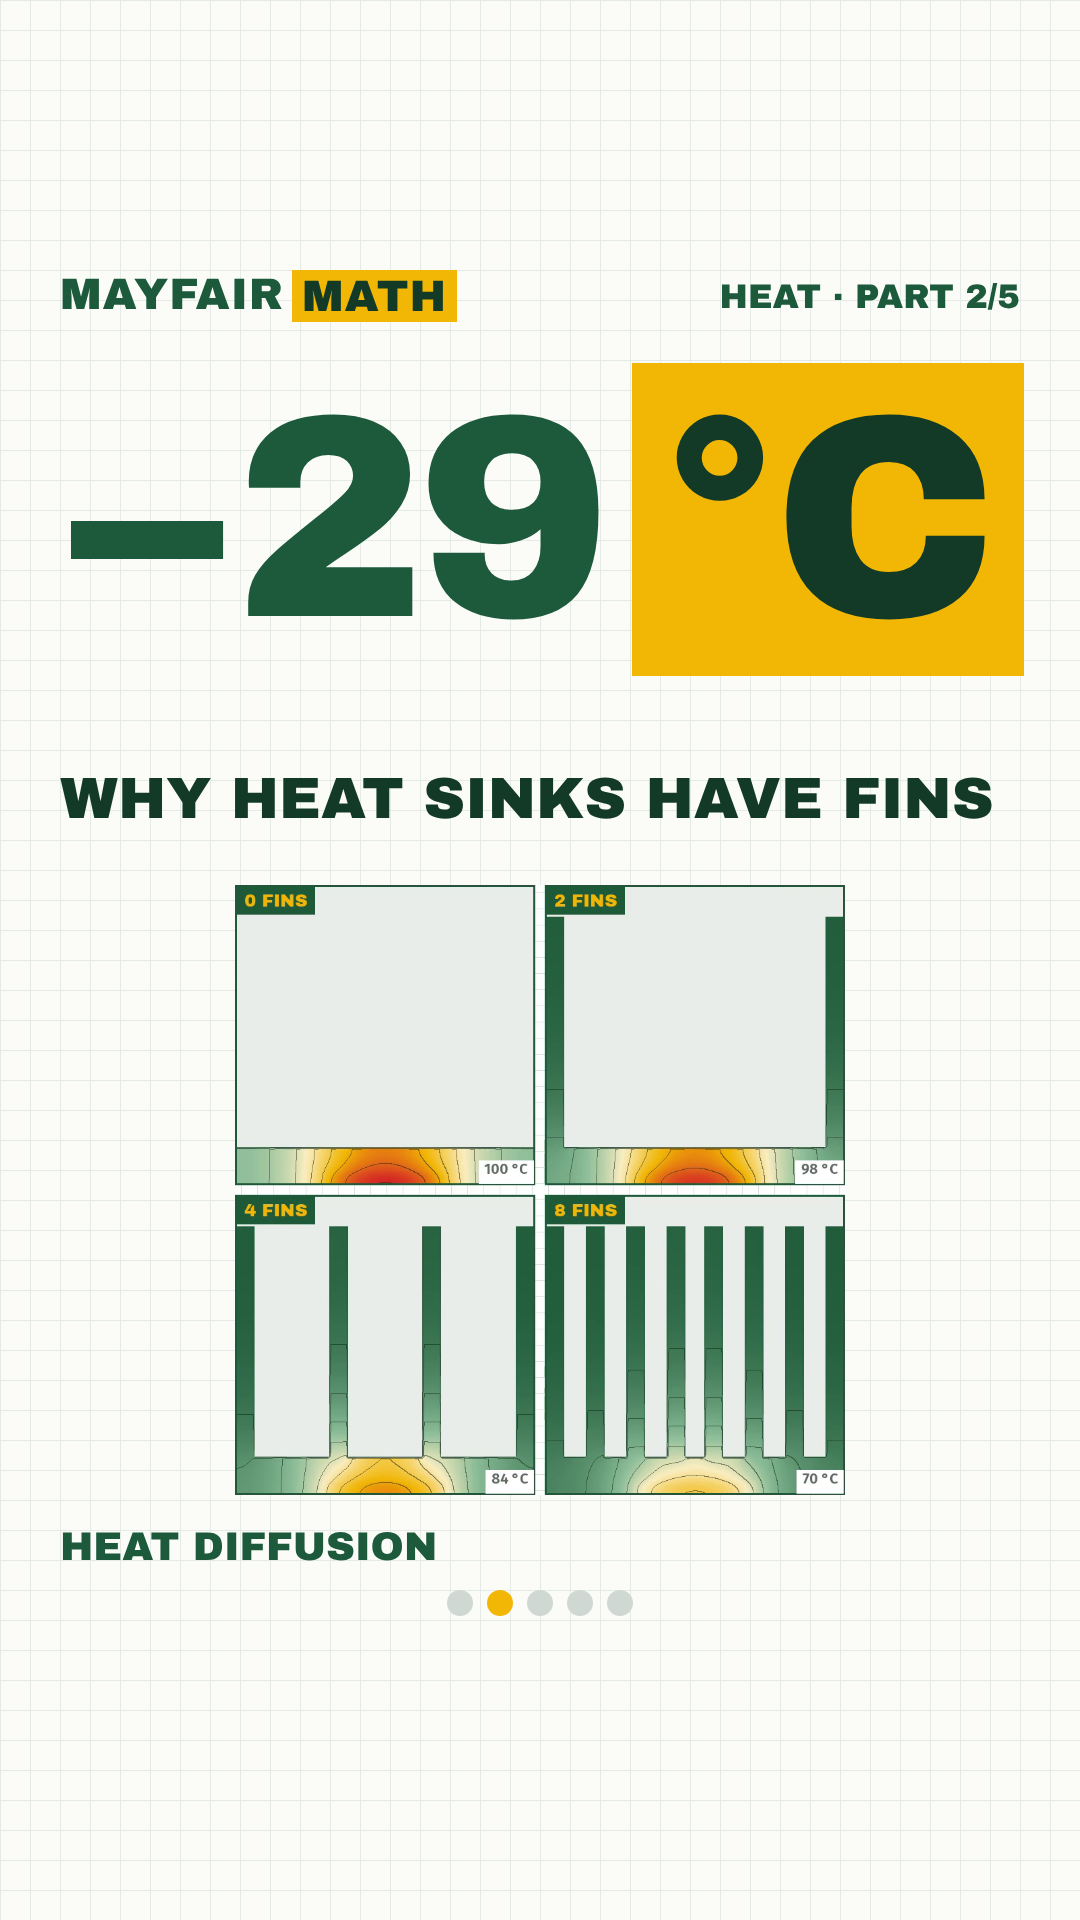 MAYFAIR MATH
HEAT · PART 2/5
–29 °C
WHY HEAT SINKS HAVE FINS
0 FINS
100 °C
2 FINS
98 °C
4 FINS
84 °C
8 FINS
70 °C
HEAT DIFFUSION